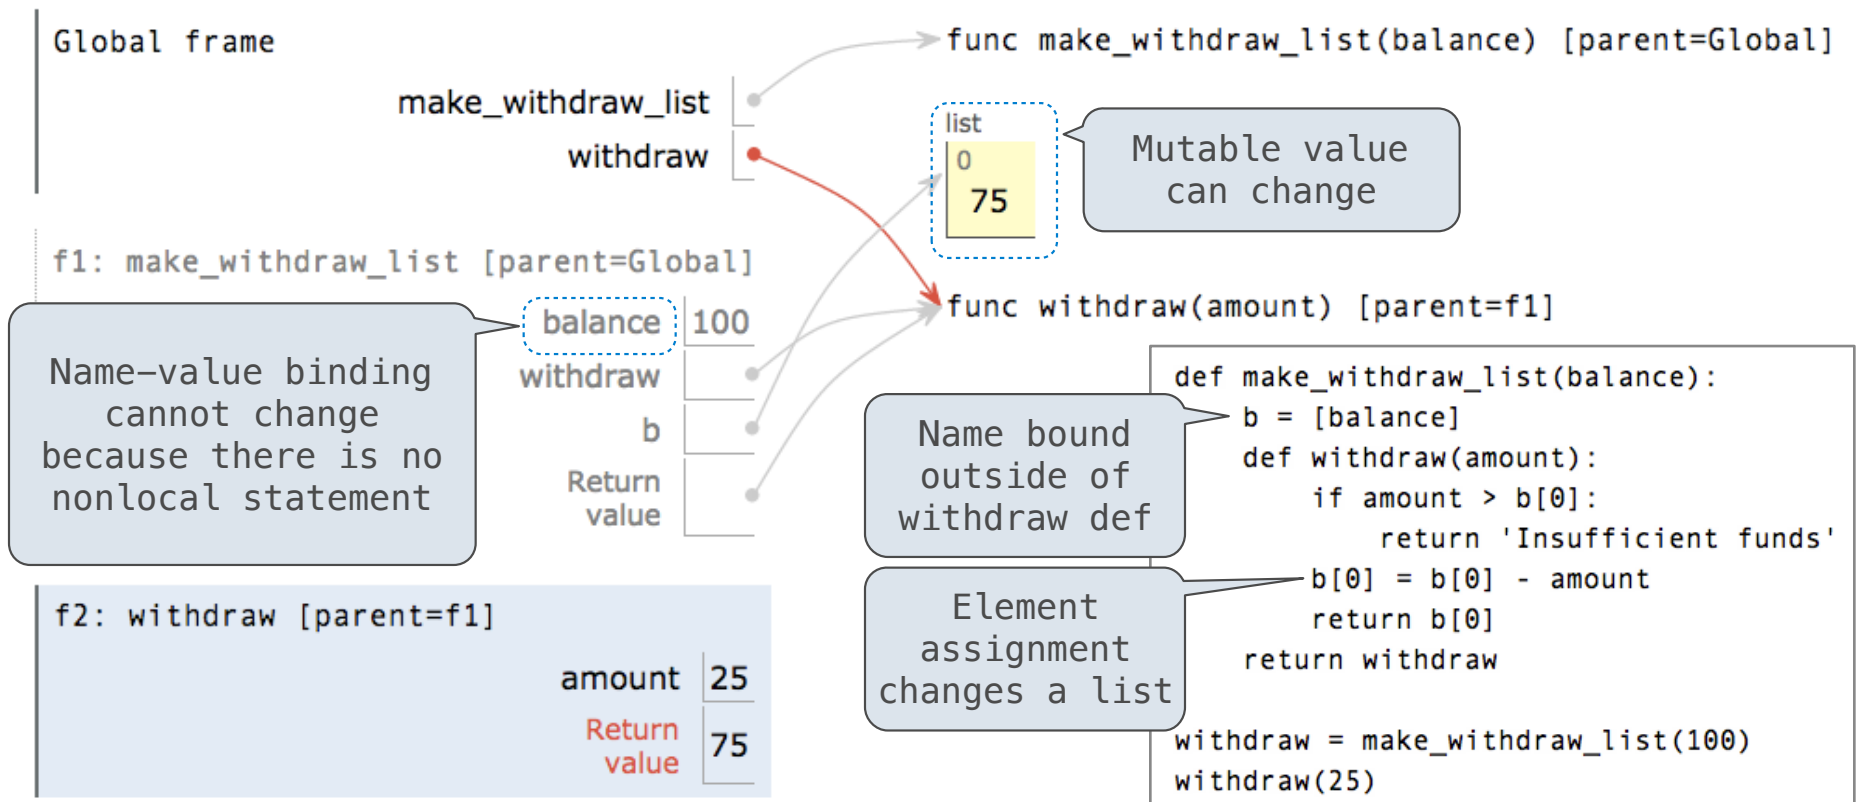 Global frame
make_withdraw_list
withdraw
func make_withdraw_list(balance) [parent=Global]
list
0
75
Mutable value
can change
f1: make_withdraw_list [parent=Global]
balance 100
withdraw
b
Return
value
func withdraw(amount) [parent=f1]
Name-value binding
cannot change
because there is no
nonlocal statement
f2: withdraw [parent=f1]
amount 25
Return
value 75
Name bound
outside of
withdraw def
Element
assignment
changes a list
def make_withdraw_list(balance):
    b = [balance]
    def withdraw(amount):
        if amount > b[0]:
            return 'Insufficient funds'
        b[0] = b[0] - amount
        return b[0]
    return withdraw
withdraw = make_withdraw_list(100)
withdraw(25)